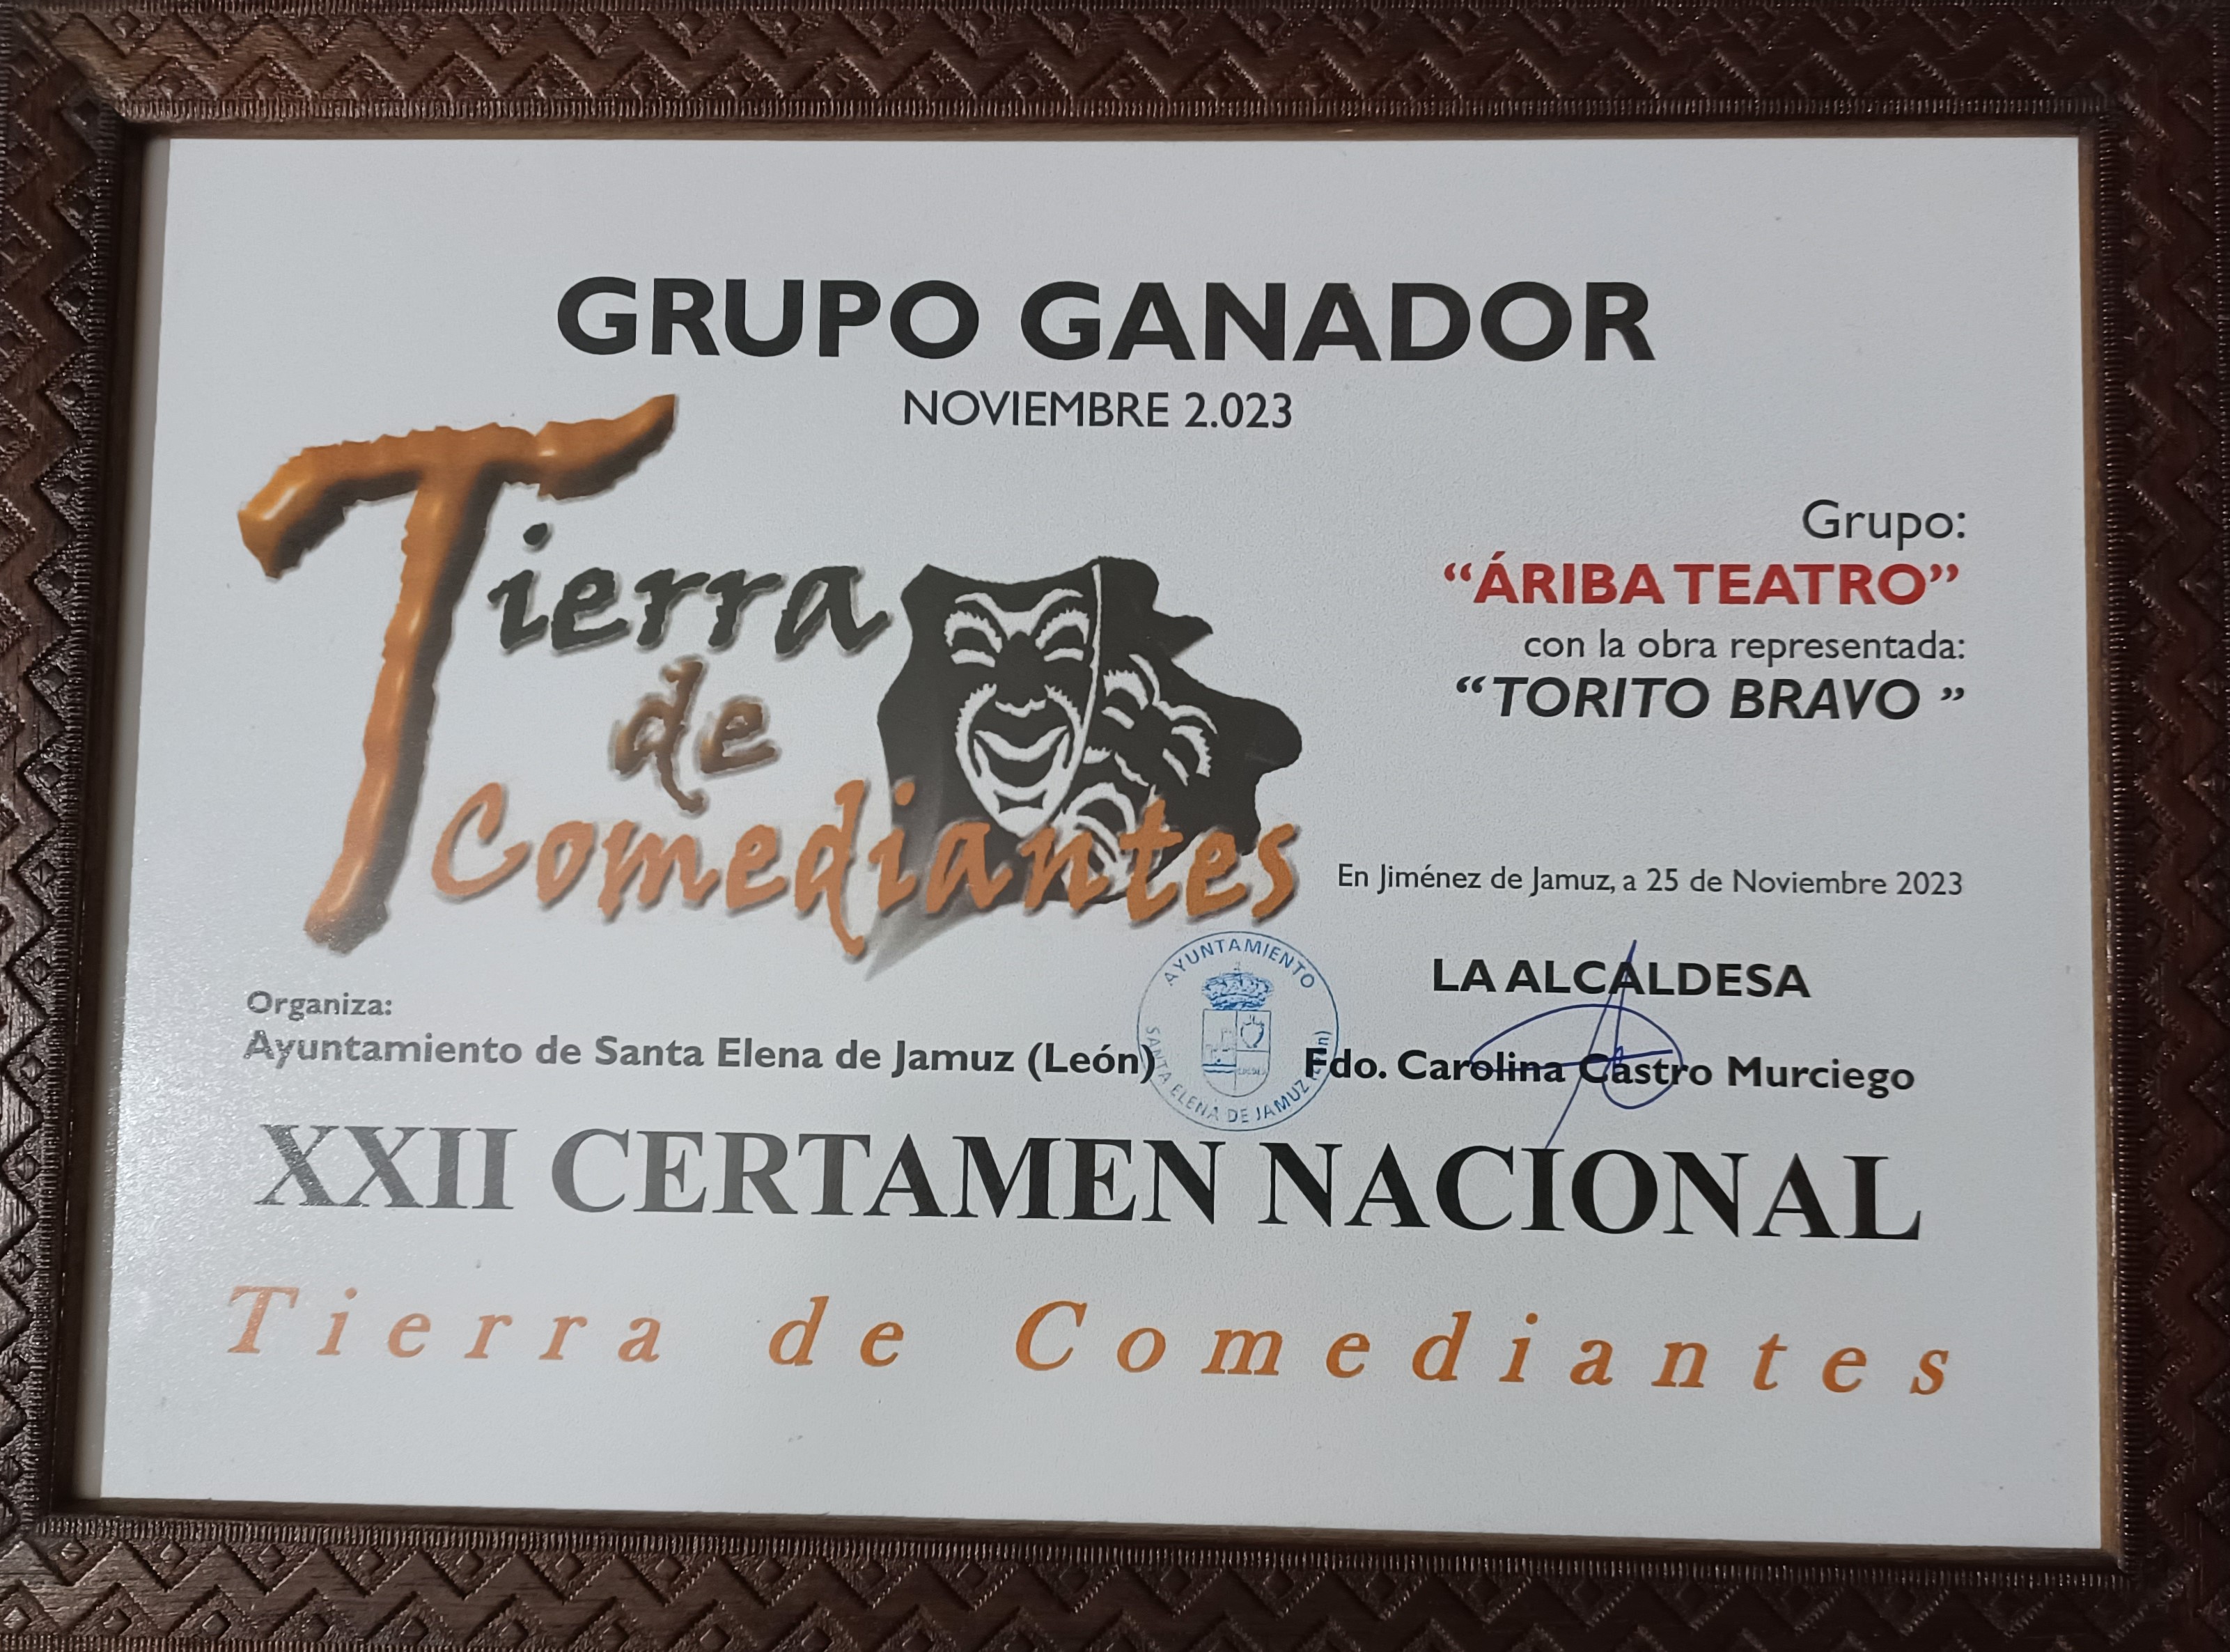 GRUPO GANADOR
NOVIEMBRE 2.023
Tierra
de
Comediantes
Grupo:
“ÁRIBA TEATRO”
con la obra representada:
“TORITO BRAVO ”
En Jiménez de Jamuz, a 25 de Noviembre 2023
LA ALCALDESA
Fdo. Carolina Castro Murciego
Organiza:
Ayuntamiento de Santa Elena de Jamuz (León)
AYUNTAMIENTO
SANTA ELENA DE JAMUZ (León)
XXII CERTAMEN NACIONAL
Tierra de Comediantes